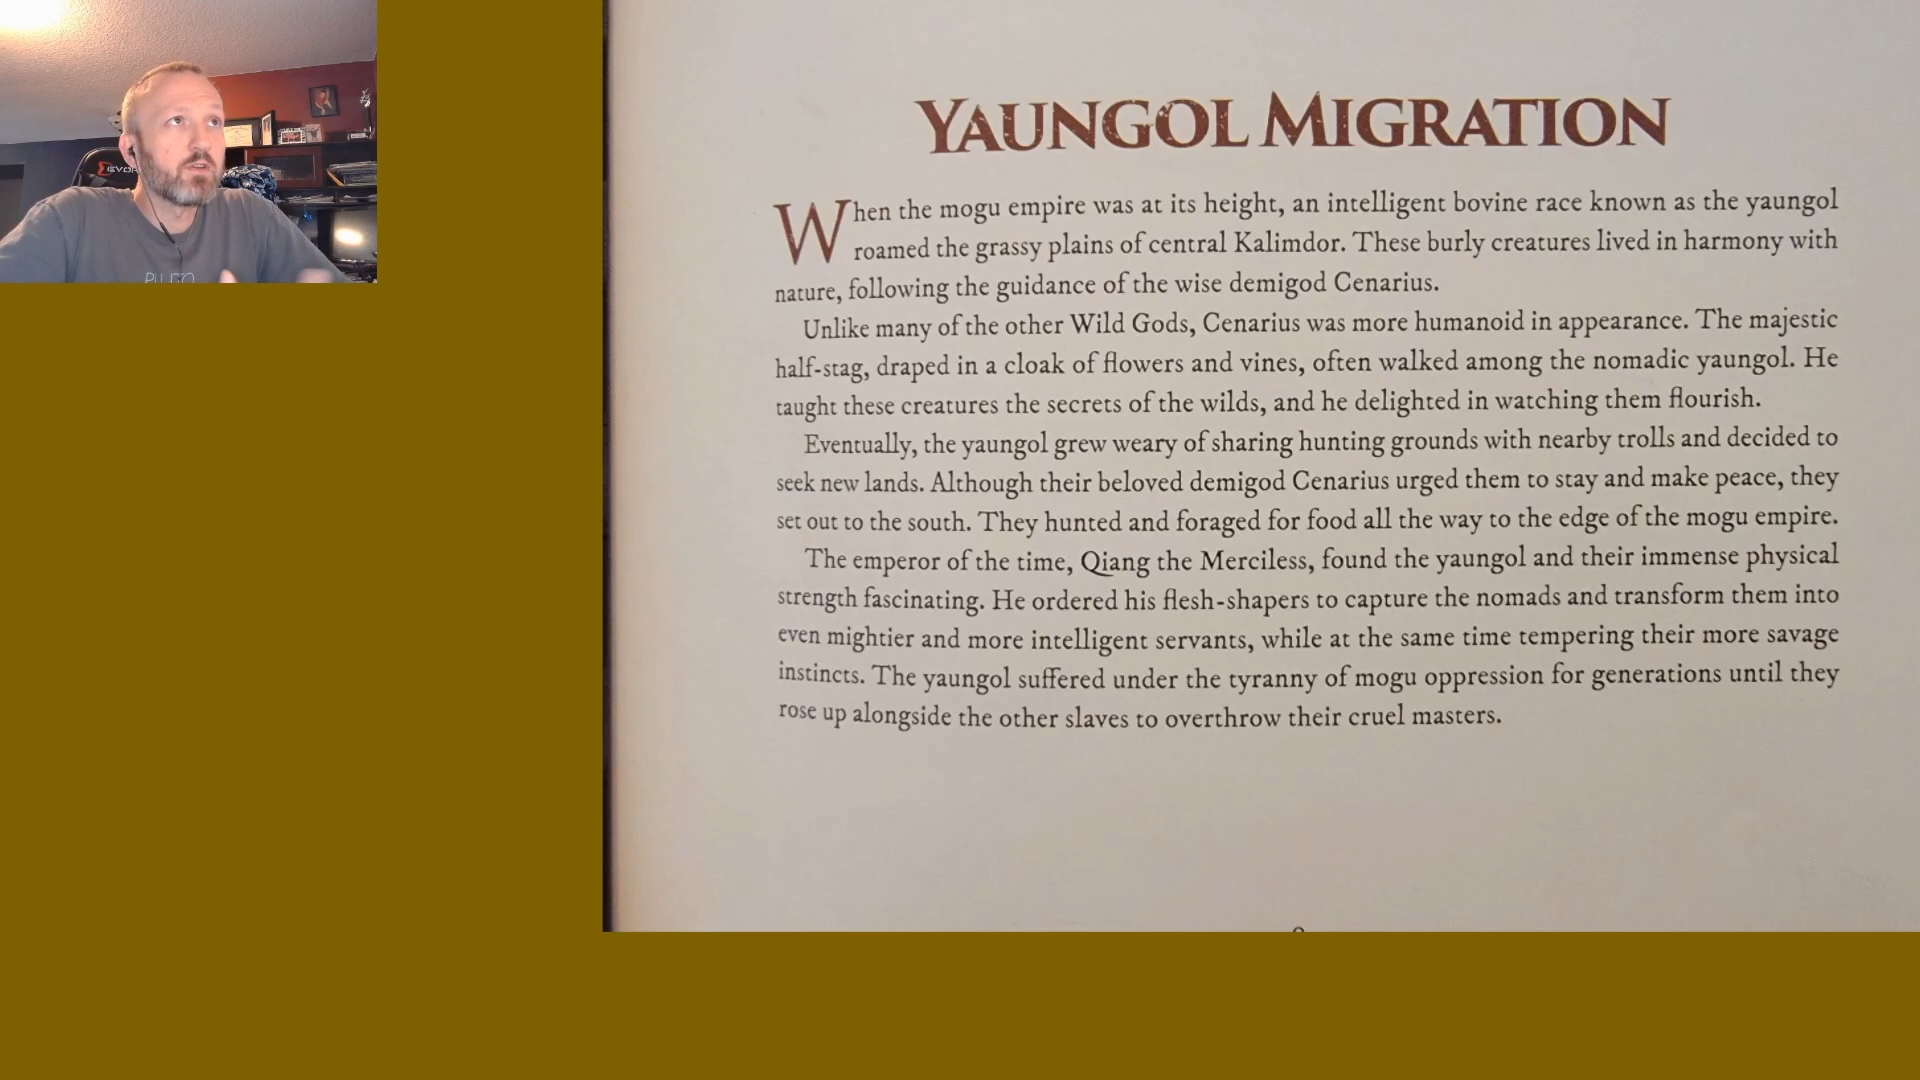 YAUNGOL MIGRATION
When the mogu empire was at its height, an intelligent bovine race known as the yaungol
roamed the grassy plains of central Kalimdor. These burly creatures lived in harmony with
nature, following the guidance of the wise demigod Cenarius.
Unlike many of the other Wild Gods, Cenarius was more humanoid in appearance. The majestic
half-stag, draped in a cloak of flowers and vines, often walked among the nomadic yaungol. He
taught these creatures the secrets of the wilds, and he delighted in watching them flourish.
Eventually, the yaungol grew weary of sharing hunting grounds with nearby trolls and decided to
seek new lands. Although their beloved demigod Cenarius urged them to stay and make peace, they
set out to the south. They hunted and foraged for food all the way to the edge of the mogu empire.
The emperor of the time, Qiang the Merciless, found the yaungol and their immense physical
strength fascinating. He ordered his flesh-shapers to capture the nomads and transform them into
even mightier and more intelligent servants, while at the same time tempering their more savage
instincts. The yaungol suffered under the tyranny of mogu oppression for generations until they
rose up alongside the other slaves to overthrow their cruel masters.